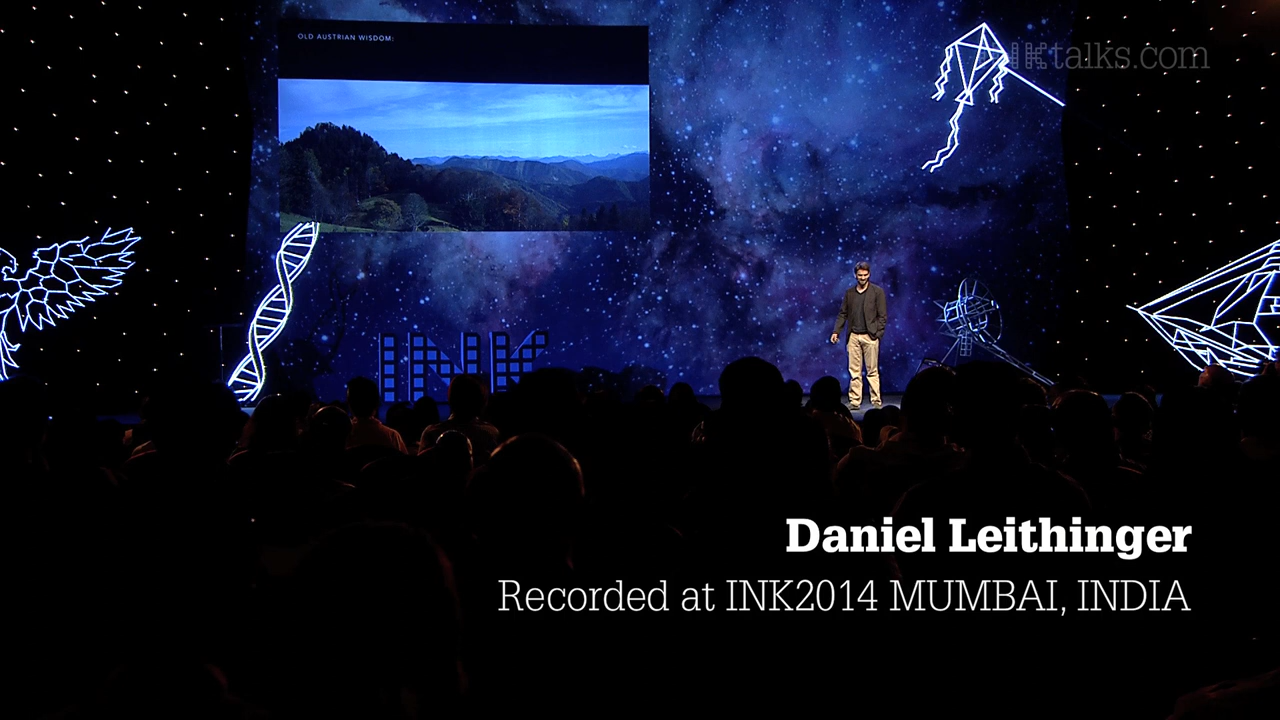 OLD AUSTRIAN WISDOM:
INKtalks.com
INK
Daniel Leithinger
Recorded at INK2014 MUMBAI, INDIA